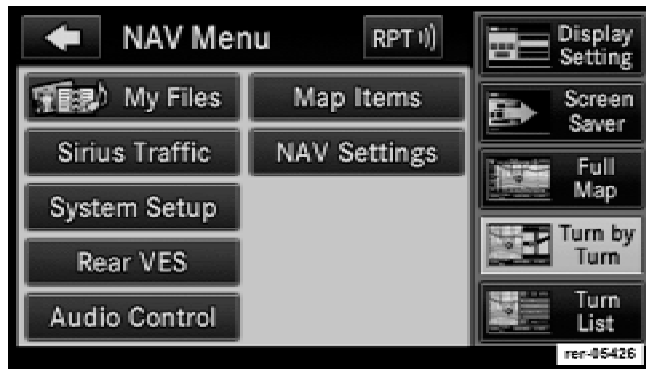 NAV Menu
RPT
My Files
Map Items
Sirius Traffic
NAV Settings
System Setup
Rear VES
Audio Control
Display
Setting
Screen
Saver
Full
Map
Turn by
Turn
Turn
List
rer-05426